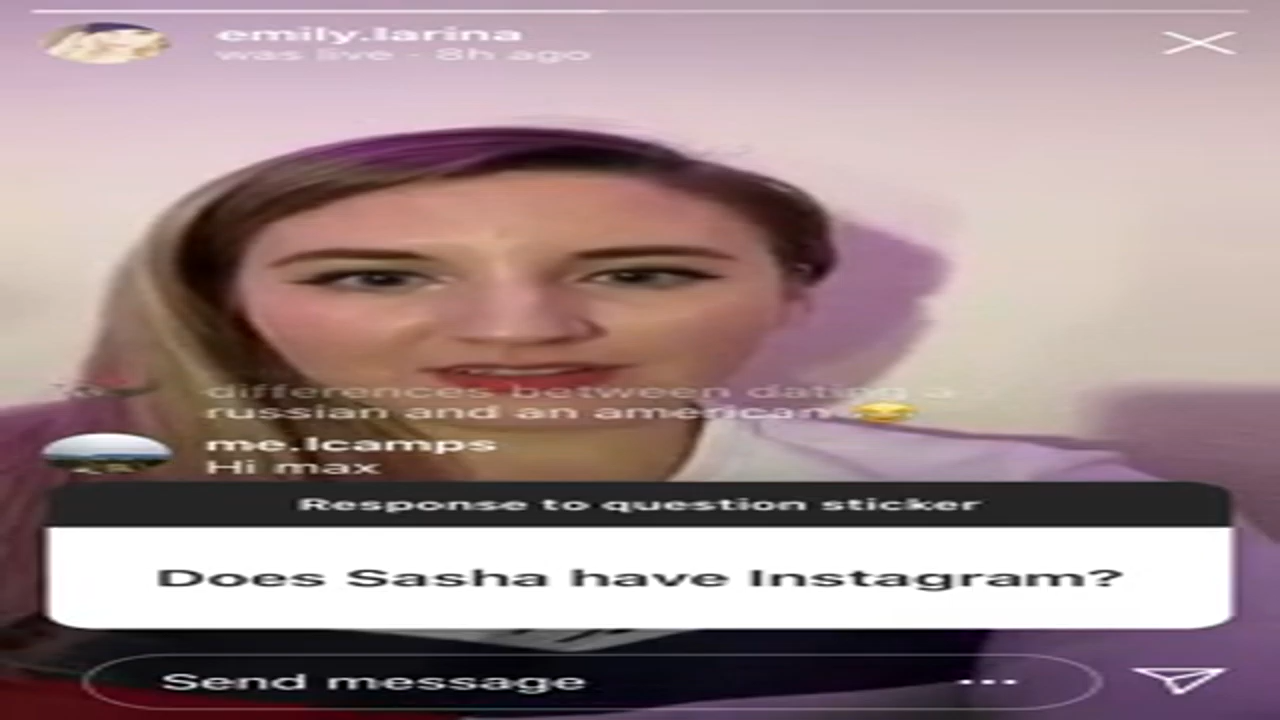 emily.larina
was live · 8h ago
differences between dating a
russian and an american 😂
me.lcamps
Hi max
Response to question sticker
Does Sasha have Instagram?
Send message